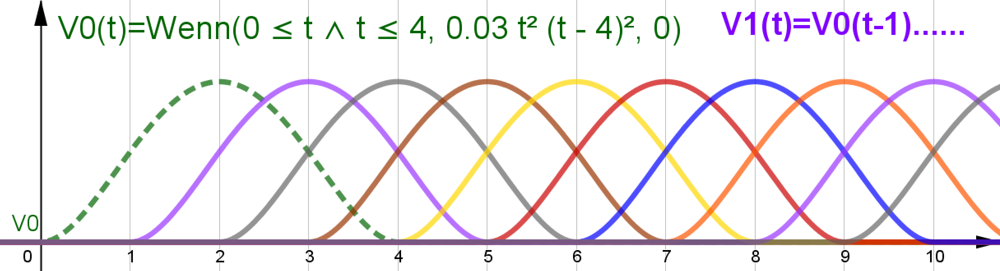 V0(t)=Wenn(0 ≤ t ∧ t ≤ 4, 0.03 t² (t - 4)², 0) V1(t)=V0(t-1)......
V0
0 1 2 3 4 5 6 7 8 9 10